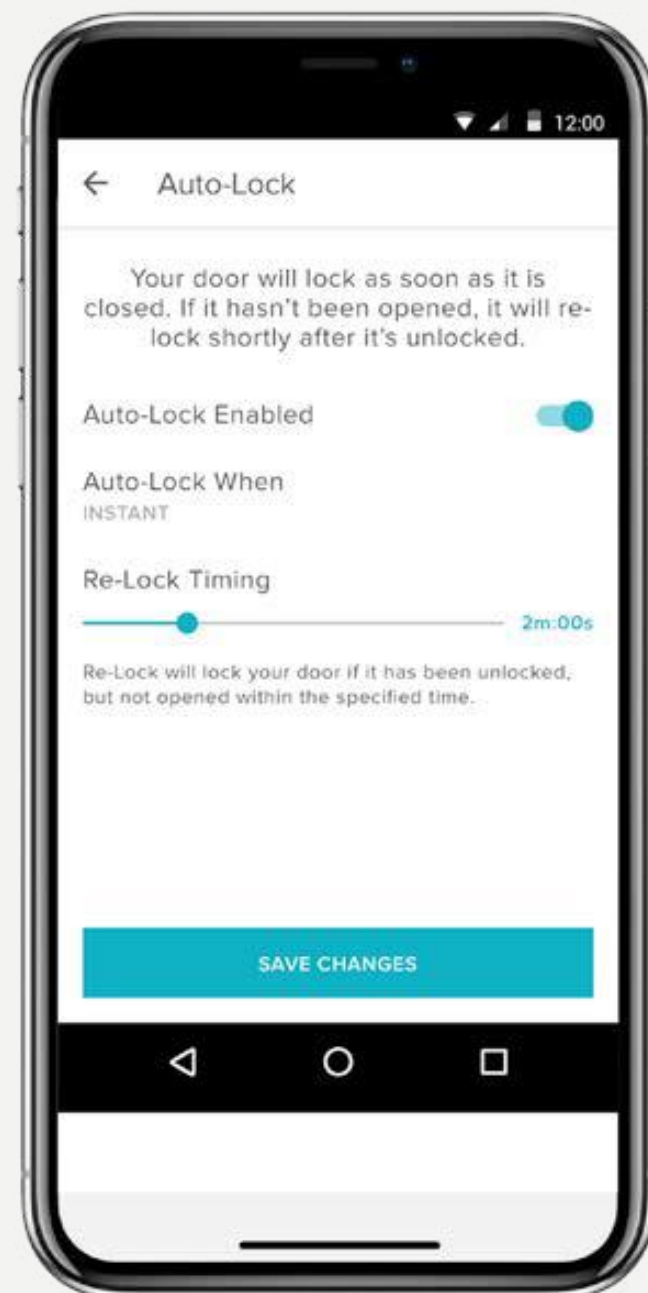 12:00
Auto-Lock
Your door will lock as soon as it is
closed. If it hasn't been opened, it will re-
lock shortly after it's unlocked.
Auto-Lock Enabled
Auto-Lock When
INSTANT
Re-Lock Timing
2m:00s
Re-Lock will lock your door if it has been unlocked,
but not opened within the specified time.
SAVE CHANGES